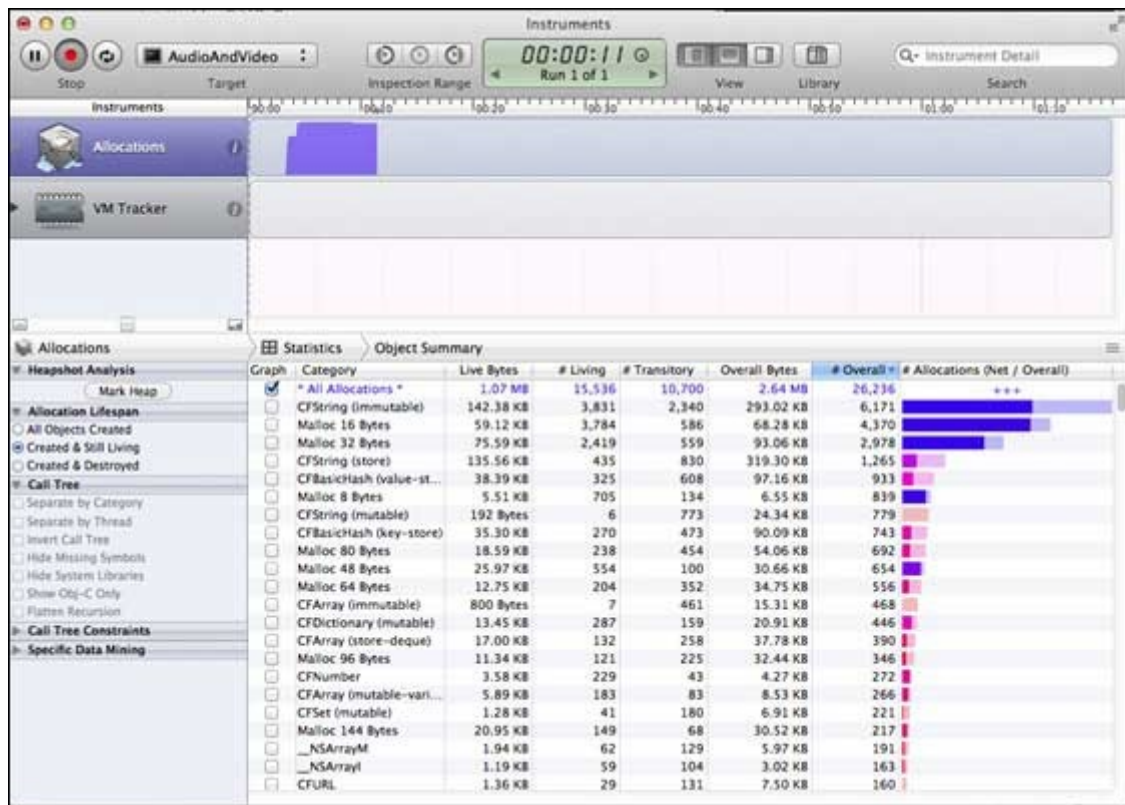 Instruments
AudioAndVideo
00:00:11
Run 1 of 1
Instrument Detail
Stop
Target
Inspection Range
View
Library
Search
Instruments
00:00 00:10 00:20 00:30 00:40 00:50 01:00 01:10
Allocations
VM Tracker
Allocations
Statistics Object Summary
Heapshot Analysis
Mark Heap
Allocation Lifespan
All Objects Created
Created & Still Living
Created & Destroyed
Call Tree
Separate by Category
Separate by Thread
Invert Call Tree
Hide Missing Symbols
Hide System Libraries
Show Obj-C Only
Flatten Recursion
Call Tree Constraints
Specific Data Mining
Graph Category Live Bytes # Living # Transitory Overall Bytes # Overall # Allocations (Net / Overall)
* All Allocations * 1.07 MB 15,536 10,700 2.64 MB 26,236 +++
CFString (immutable) 142.38 KB 3,831 2,340 293.02 KB 6,171
Malloc 16 Bytes 59.12 KB 3,784 586 68.28 KB 4,370
Malloc 32 Bytes 75.59 KB 2,419 559 93.06 KB 2,978
CFString (store) 135.56 KB 435 830 319.30 KB 1,265
CFBasicHash (value-st... 38.39 KB 325 608 97.16 KB 933
Malloc 8 Bytes 5.51 KB 705 134 6.55 KB 839
CFString (mutable) 192 Bytes 6 773 24.34 KB 779
CFBasicHash (key-store) 35.30 KB 270 473 90.09 KB 743
Malloc 80 Bytes 18.59 KB 238 454 54.06 KB 692
Malloc 48 Bytes 25.97 KB 554 100 30.66 KB 654
Malloc 64 Bytes 12.75 KB 204 352 34.75 KB 556
CFArray (immutable) 800 Bytes 7 461 15.31 KB 468
CFDictionary (mutable) 13.45 KB 287 159 20.91 KB 446
CFArray (store-deque) 17.00 KB 132 258 37.78 KB 390
Malloc 96 Bytes 11.34 KB 121 225 32.44 KB 346
CFNumber 3.58 KB 229 43 4.27 KB 272
CFArray (mutable-vari... 5.89 KB 183 83 8.53 KB 266
CFSet (mutable) 1.28 KB 41 180 6.91 KB 221
Malloc 144 Bytes 20.95 KB 149 68 30.52 KB 217
__NSArrayM 1.94 KB 62 129 5.97 KB 191
__NSArrayI 1.19 KB 59 104 3.02 KB 163
CFURL 1.36 KB 29 131 7.50 KB 160